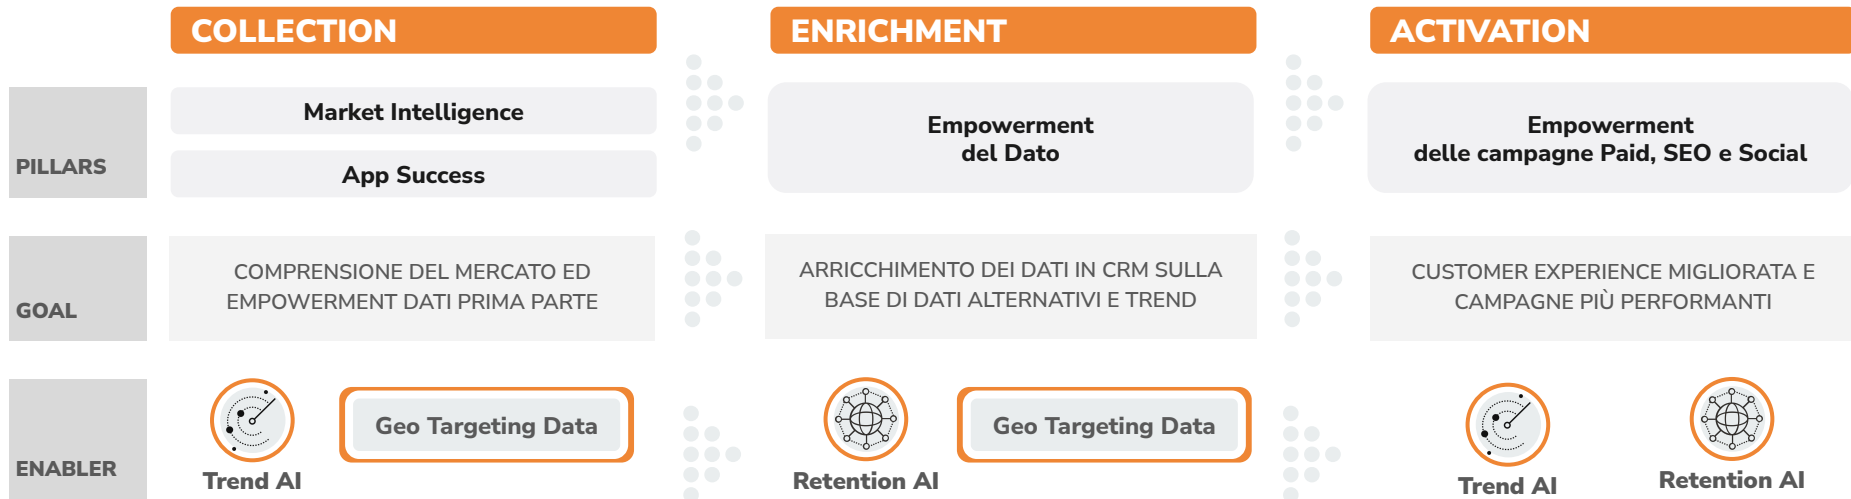 COLLECTION
ENRICHMENT
ACTIVATION
PILLARS
Market Intelligence
App Success
Empowerment
del Dato
Empowerment
delle campagne Paid, SEO e Social
GOAL
COMPRENSIONE DEL MERCATO ED
EMPOWERMENT DATI PRIMA PARTE
ARRICCHIMENTO DEI DATI IN CRM SULLA
BASE DI DATI ALTERNATIVI E TREND
CUSTOMER EXPERIENCE MIGLIORATA E
CAMPAGNE PIÙ PERFORMANTI
ENABLER
Trend AI
Geo Targeting Data
Retention AI
Geo Targeting Data
Trend AI
Retention AI